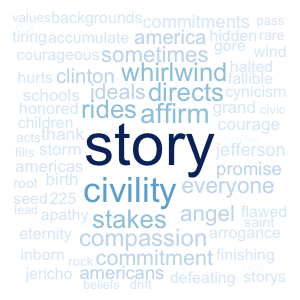 values backgrounds commitments pass
tiring accumulate america hidden rare
courageous sometimes gore wind
hurts clinton whirlwind halted fallible
schools ideals directs cynicism
honored rides affirm grand civic
children courage
acts thank story jefferson
fills storm
americas civility promise
root birth everyone
seed 225 stakes angel flawed
lead apathy saint
eternity compassion arrogance
inborn rock commitment finishing
jericho americans defeating storys
beliefs drift